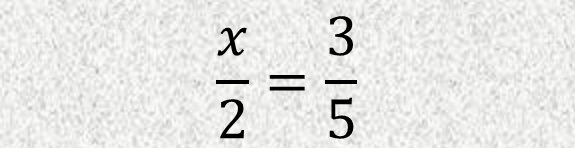 x/2 = 3/5